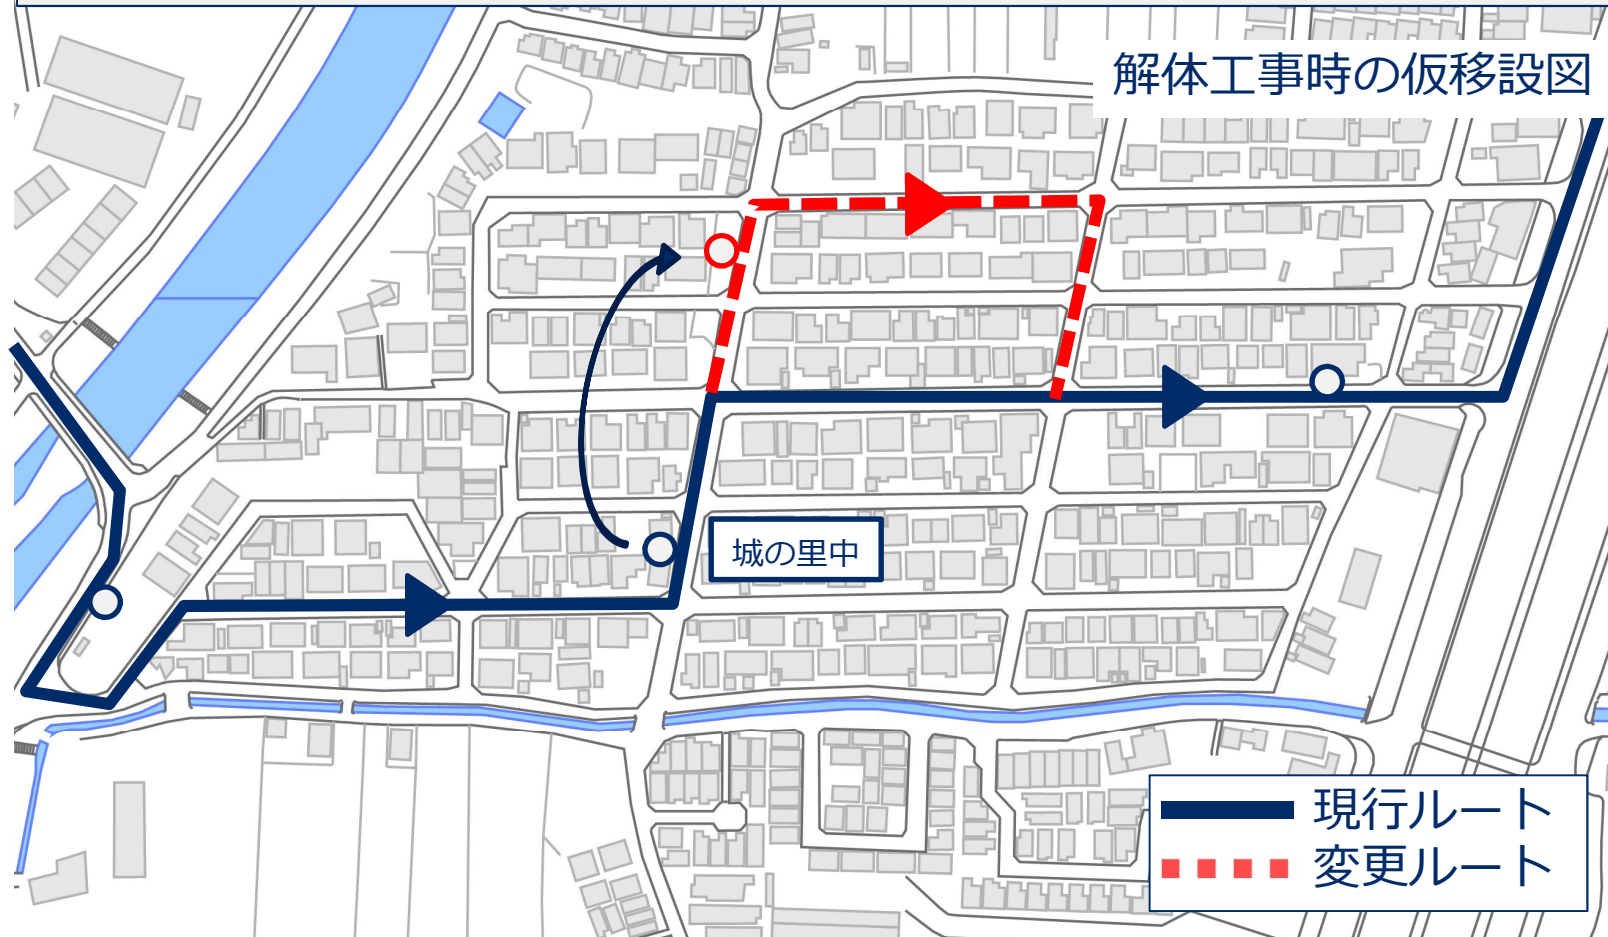 解体工事時の仮移設図
城の里中
現行ルート
変更ルート